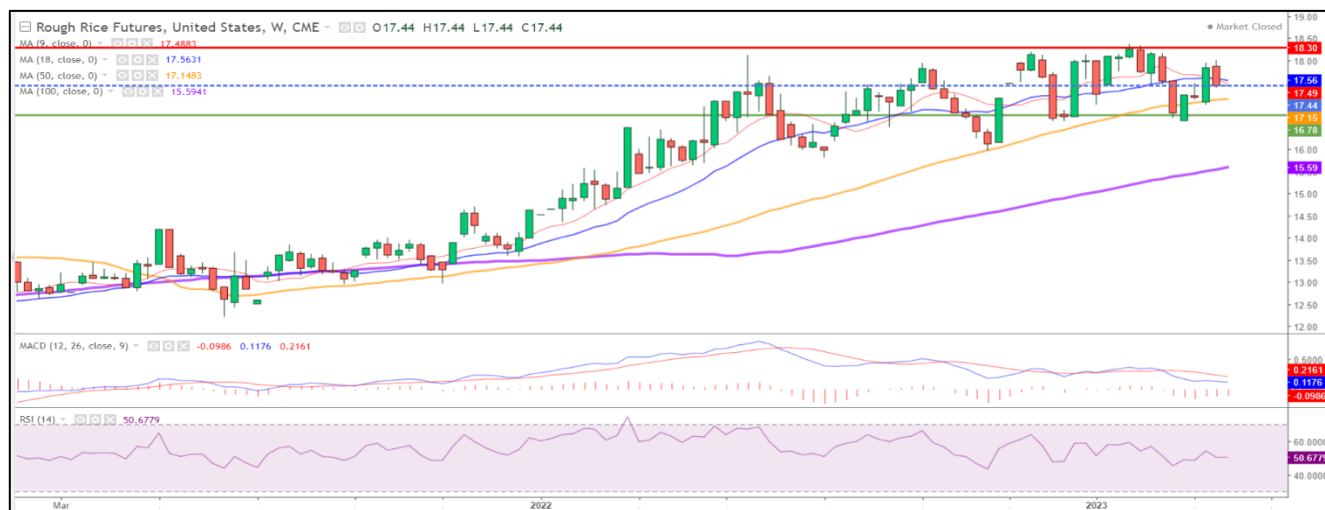 Rough Rice Futures, United States, W, CME O17.44 H17.44 L17.44 C17.44
Market Closed
MA (9, close, 0) 17.4883
MA (18, close, 0) 17.5631
MA (50, close, 0) 17.1483
MA (100, close, 0) 15.5941
19.00
18.50
18.30
18.00
17.56
17.49
17.44
17.15
16.78
16.00
15.59
15.00
14.50
14.00
13.50
13.00
12.50
12.00
MACD (12, 26, close, 9) -0.0986 0.1176 0.2161
0.5000
0.2161
0.1176
-0.0986
RSI (14) 50.6779
60.0000
50.6779
40.0000
Mar 2022 2023